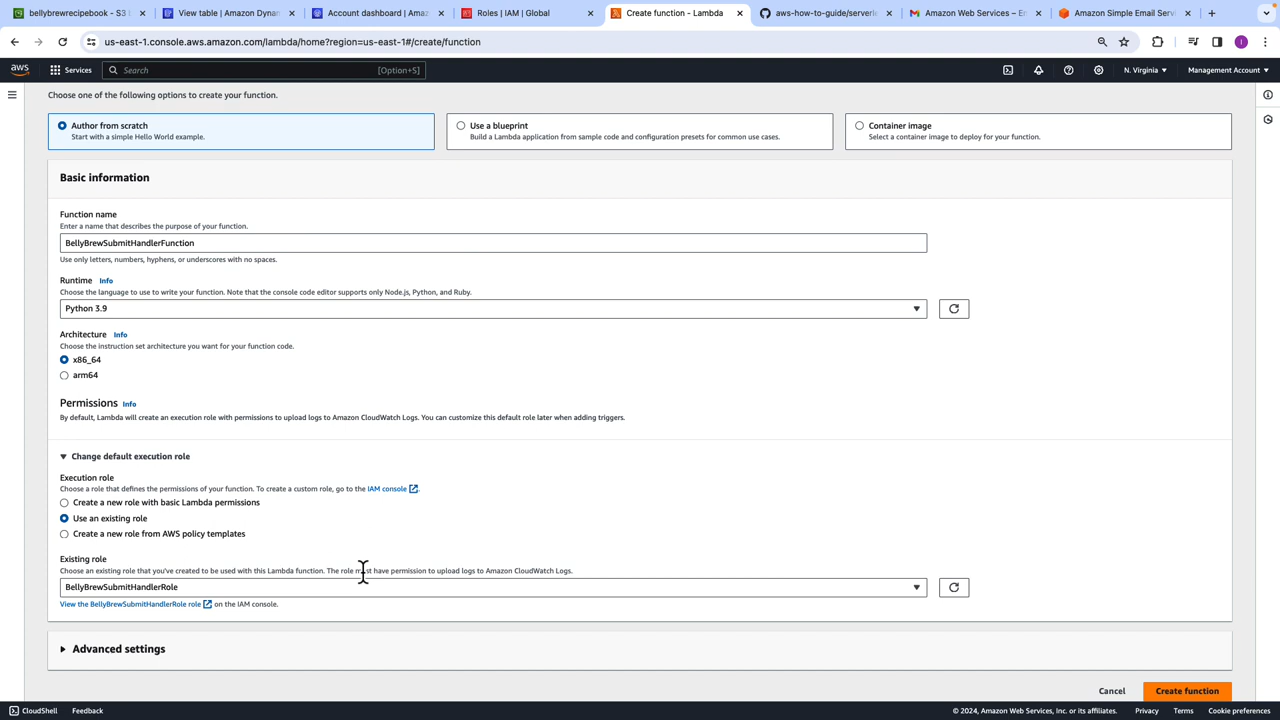 bellybrewrecipebook - S3 b
View table | Amazon Dyn
Account dashboard | Amaz
Roles | IAM | Global
Create function - Lambda
aws-how-to-guide/serverle
Amazon Web Services – E
Amazon Simple Email Serv
us-east-1.console.aws.amazon.com/lambda/home?region=us-east-1#/create/function
aws
Services
Search
[Option+S]
N. Virginia
Management Account
Choose one of the following options to create your function.
Author from scratch
Start with a simple Hello World example.
Use a blueprint
Build a Lambda application from sample code and configuration presets for common use cases.
Container image
Select a container image to deploy for your function.
Basic information
Function name
Enter a name that describes the purpose of your function.
BellyBrewSubmitHandlerFunction
Use only letters, numbers, hyphens, or underscores with no spaces.
Runtime Info
Choose the language to use to write your function. Note that the console code editor supports only Node.js, Python, and Ruby.
Python 3.9
Architecture Info
Choose the instruction set architecture you want for your function code.
x86_64
arm64
Permissions Info
By default, Lambda will create an execution role with permissions to upload logs to Amazon CloudWatch Logs. You can customize this default role later when adding triggers.
Change default execution role
Execution role
Choose a role that defines the permissions of your function. To create a custom role, go to the IAM console.
Create a new role with basic Lambda permissions
Use an existing role
Create a new role from AWS policy templates
Existing role
Choose an existing role that you've created to be used with this Lambda function. The role must have permission to upload logs to Amazon CloudWatch Logs.
BellyBrewSubmitHandlerRole
View the BellyBrewSubmitHandlerRole role on the IAM console.
Advanced settings
Cancel
Create function
CloudShell
Feedback
© 2024, Amazon Web Services, Inc. or its affiliates.
Privacy
Terms
Cookie preferences